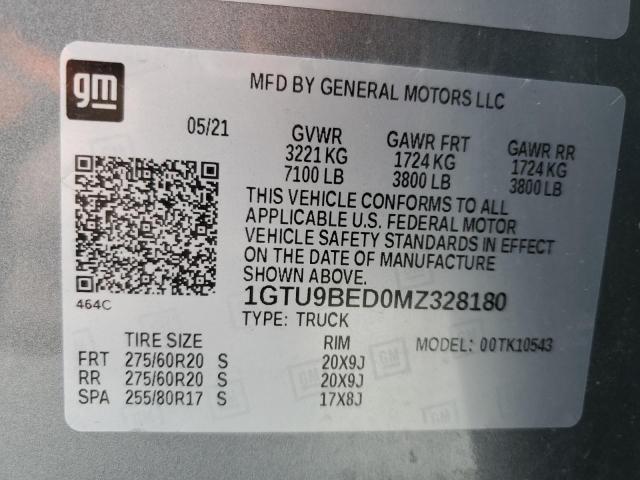 gm
MFD BY GENERAL MOTORS LLC
05/21 GVWR GAWR FRT GAWR RR
3221 KG 1724 KG 1724 KG
7100 LB 3800 LB 3800 LB
THIS VEHICLE CONFORMS TO ALL
APPLICABLE U.S. FEDERAL MOTOR
VEHICLE SAFETY STANDARDS IN EFFECT
ON THE DATE OF MANUFACTURE
SHOWN ABOVE.
464C
1GTU9BED0MZ328180
TYPE: TRUCK
TIRE SIZE RIM MODEL: 00TK10543
FRT 275/60R20 S 20X9J
RR 275/60R20 S 20X9J
SPA 255/80R17 S 17X8J